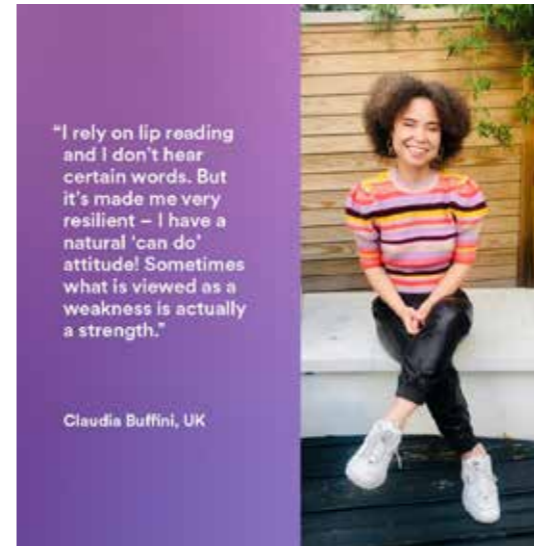 “I rely on lip reading
and I don’t hear
certain words. But
it’s made me very
resilient – I have a
natural ‘can do’
attitude! Sometimes
what is viewed as a
weakness is actually
a strength.”
Claudia Buffini, UK